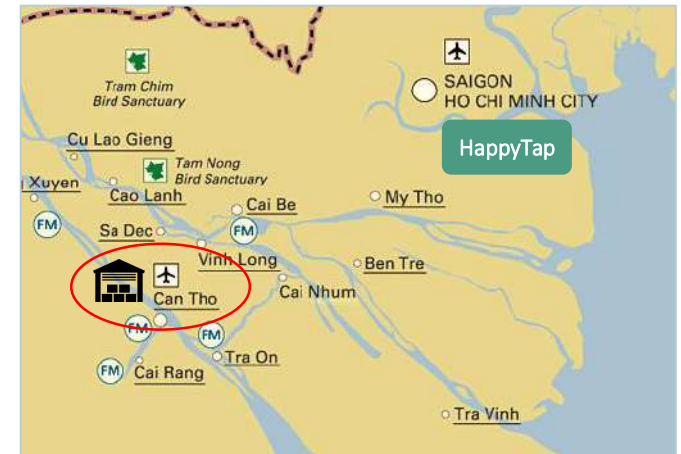 SAIGON
HO CHI MINH CITY
HappyTap
Tram Chim
Bird Sanctuary
Cu Lao Gieng
Tam Nong
Bird Sanctuary
Xuyen
Cao Lanh
Cai Be
My Tho
FM
FM
Sa Dec
Vinh Long
Ben Tre
Cai Nhum
Can Tho
FM
FM
Tra On
FM
Cai Rang
Tra Vinh